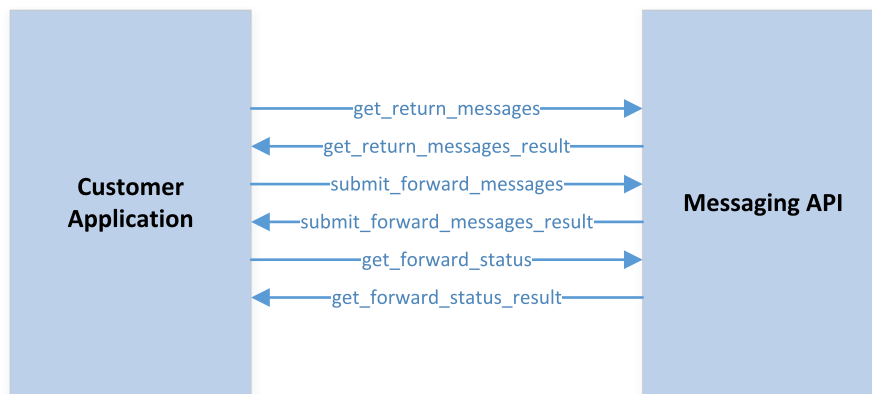 get_return_messages
get_return_messages_result
Customer
Application
submit_forward_messages
Messaging API
submit_forward_messages_result
get_forward_status
get_forward_status_result